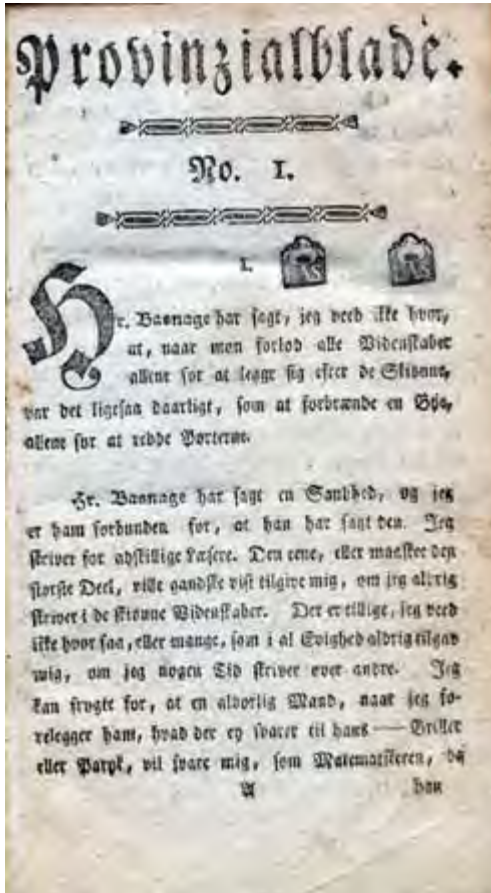 Provinzialblade.
No. I.
I.
Hr. Basnage har sagt, jeg veed ikke hvor,
at, naar man forlod alle Videnskaber
allene for at legge sig efter de Skiønne,
var det ligesaa daarligt, som at forbrænde en Bye,
allene for at redde Porterne.
Hr. Basnage har sagt en Sandhed, og jeg
er ham forbunden for, at han har sagt den. Jeg
skriver for adskillige Læsere. Den eene, eller maaskee den
største Deel, ville gandske vist tilgive mig, om jeg aldrig
skriver i de skiønne Videnskaber. Der er tillige, jeg veed
ikke hvor faa, eller mange, som i al Evighed aldrig tilgav
mig, om jeg nogen Tid skriver over andre. Jeg
kan frygte for, at en alvorlig Mand, naar jeg fo-
relegger ham, hvad der ey svarer til hans — Briller
eller Paryk, vil svare mig, som Matematikeren, da
A han